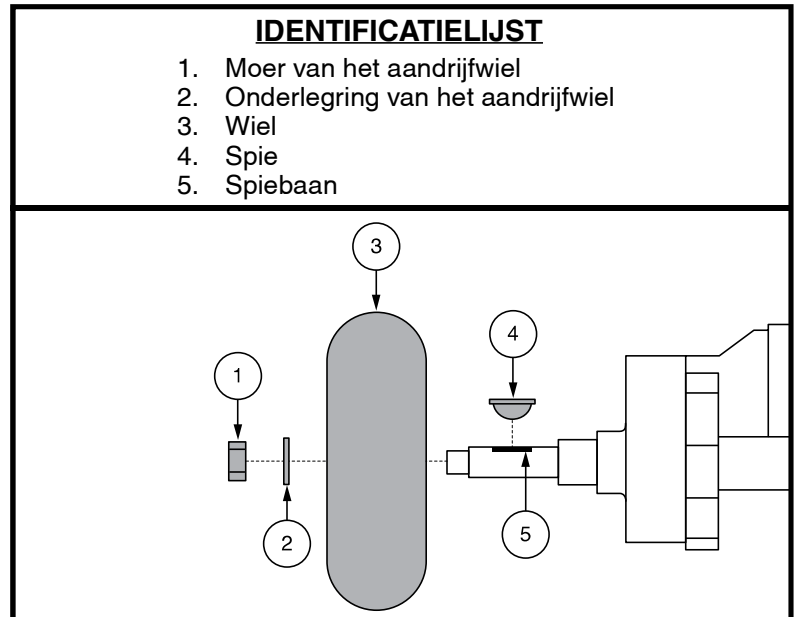 IDENTIFICATIELIJST
1. Moer van het aandrijfwiel
2. Onderlegring van het aandrijfwiel
3. Wiel
4. Spie
5. Spiebaan
3
4
1
2
5